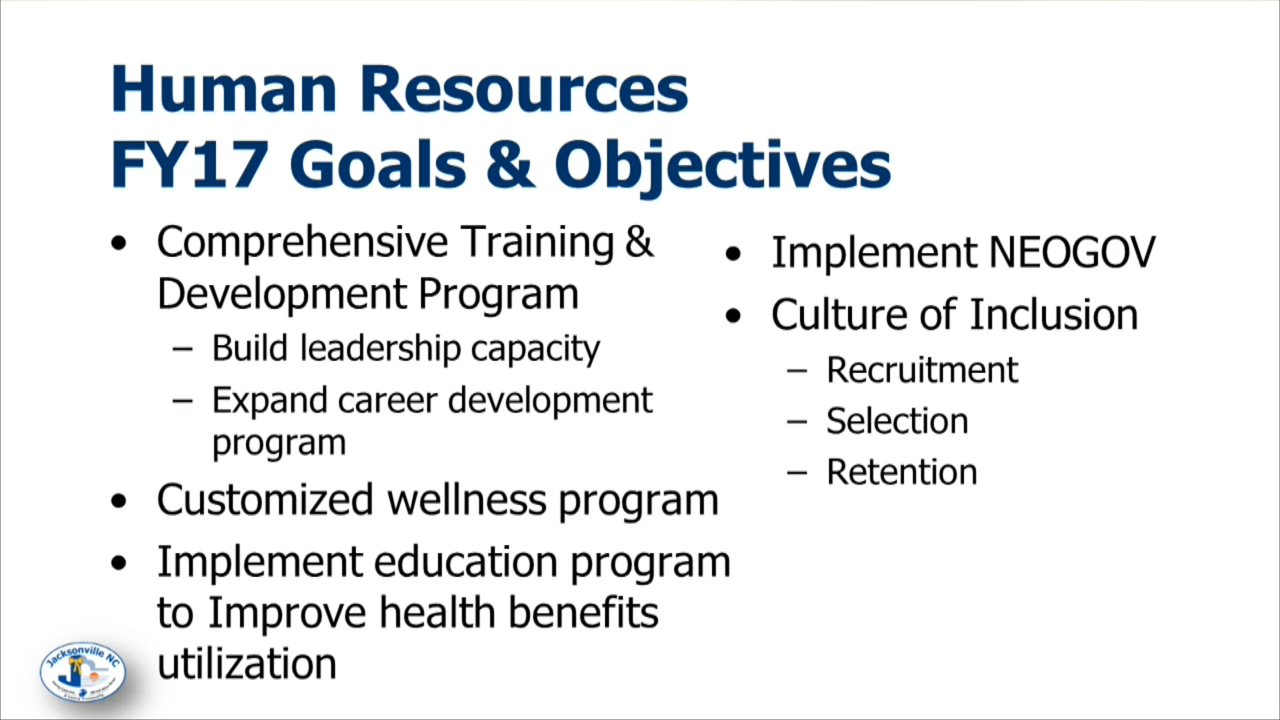 Human Resources
FY17 Goals & Objectives
• Comprehensive Training &
Development Program
– Build leadership capacity
– Expand career development
program
• Customized wellness program
• Implement education program
to Improve health benefits
utilization
• Implement NEOGOV
• Culture of Inclusion
– Recruitment
– Selection
– Retention
Jacksonville NC